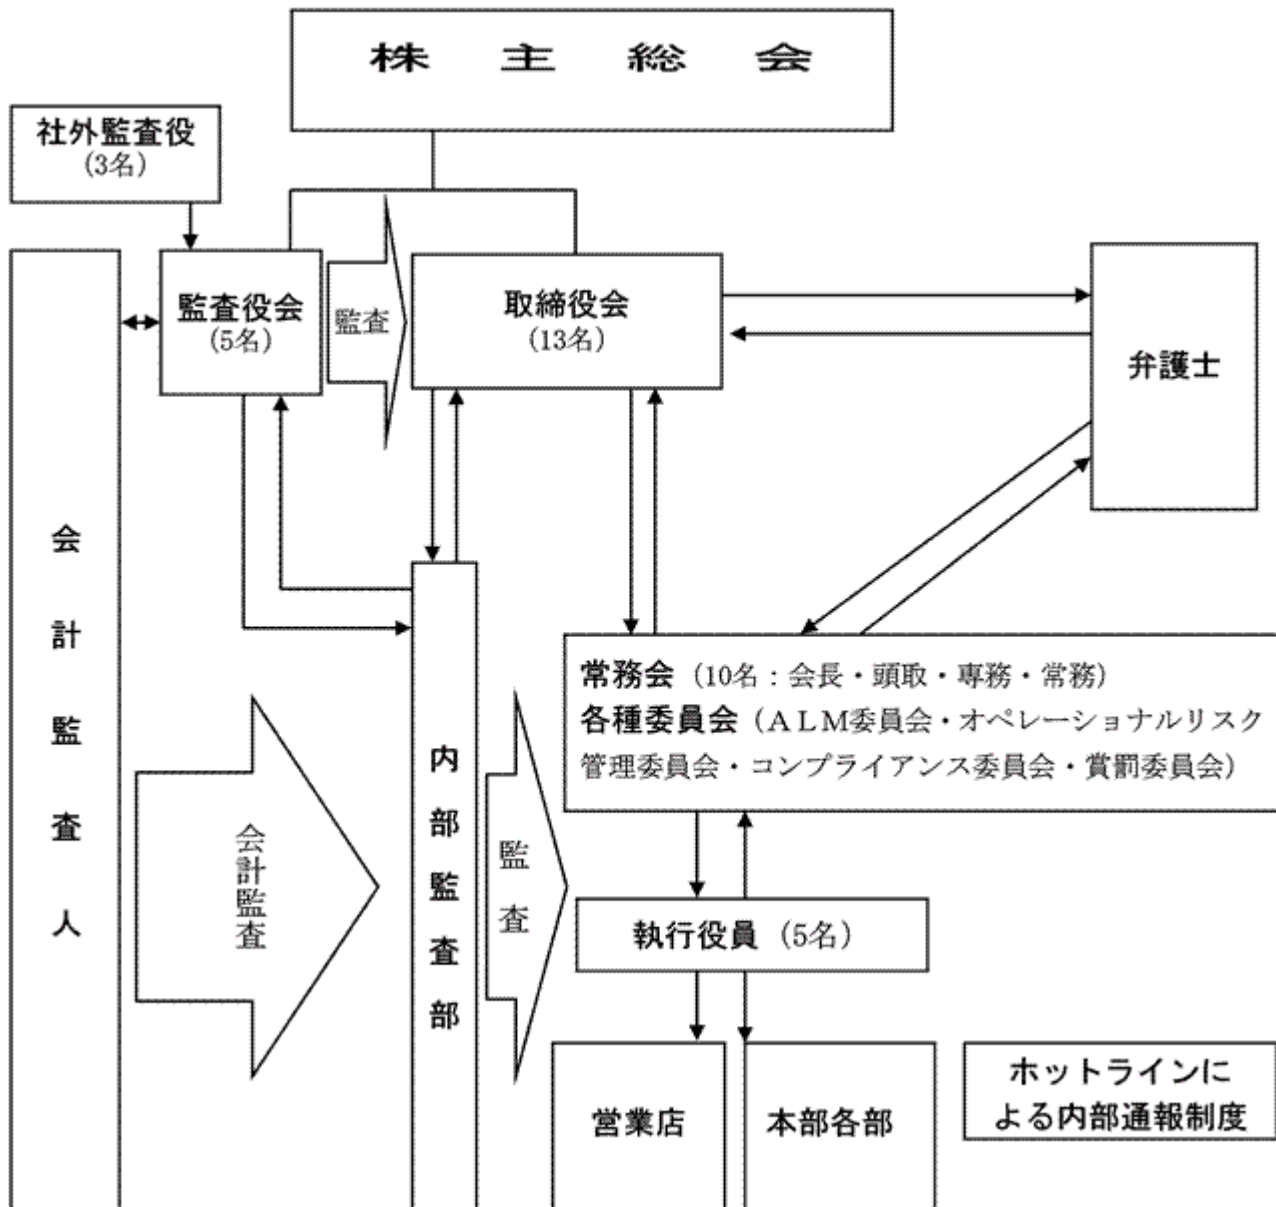 株主総会
社外監査役
(3名)
監査役会
(5名)
監査
取締役会
(13名)
弁護士
会計監査人
会計監査
内部監査部
監査
常務会（10名：会長・頭取・専務・常務）
各種委員会（ＡＬＭ委員会・オペレーショナルリスク
管理委員会・コンプライアンス委員会・賞罰委員会）
執行役員（5名）
営業店
本部各部
ホットラインに
よる内部通報制度